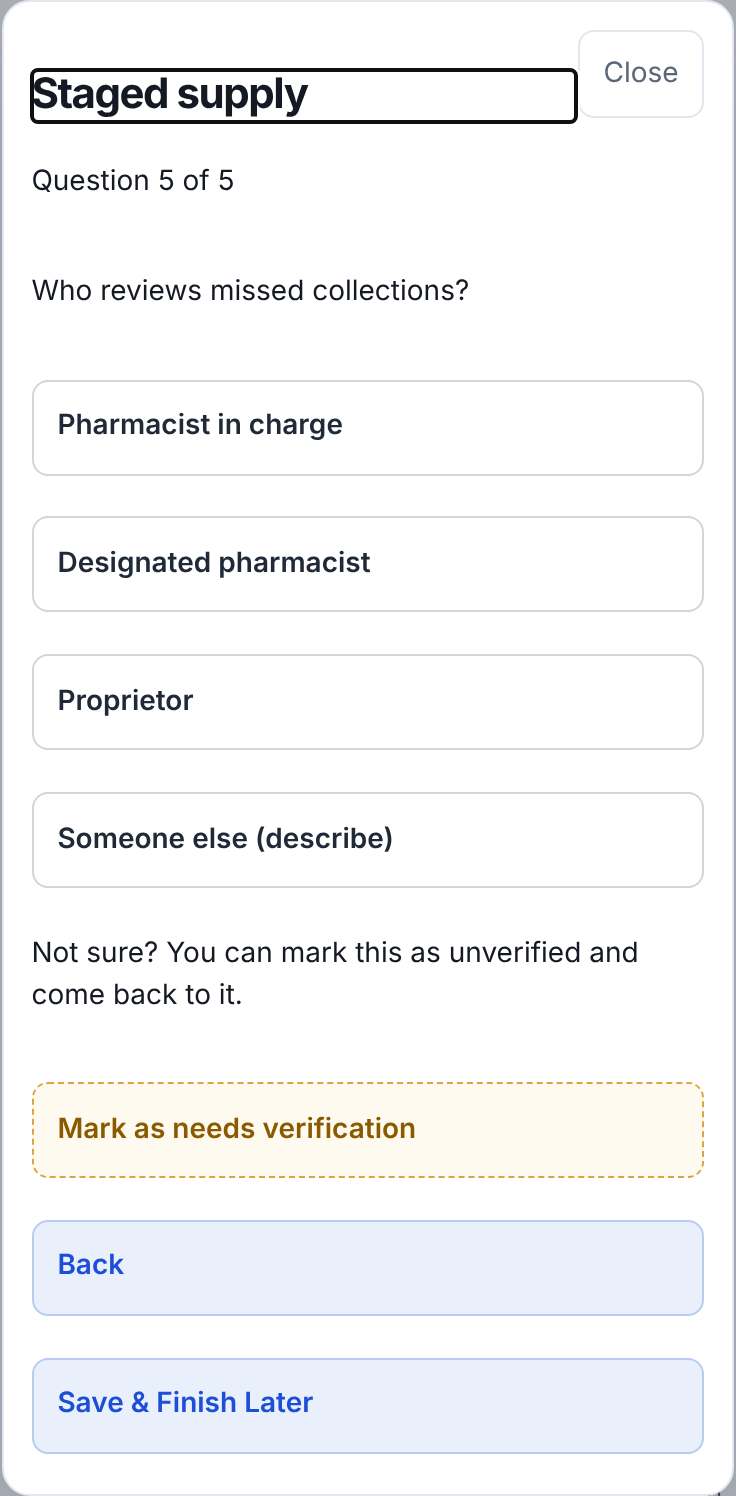 Staged supply
Close
Question 5 of 5
Who reviews missed collections?
Pharmacist in charge
Designated pharmacist
Proprietor
Someone else (describe)
Not sure? You can mark this as unverified and
come back to it.
Mark as needs verification
Back
Save & Finish Later